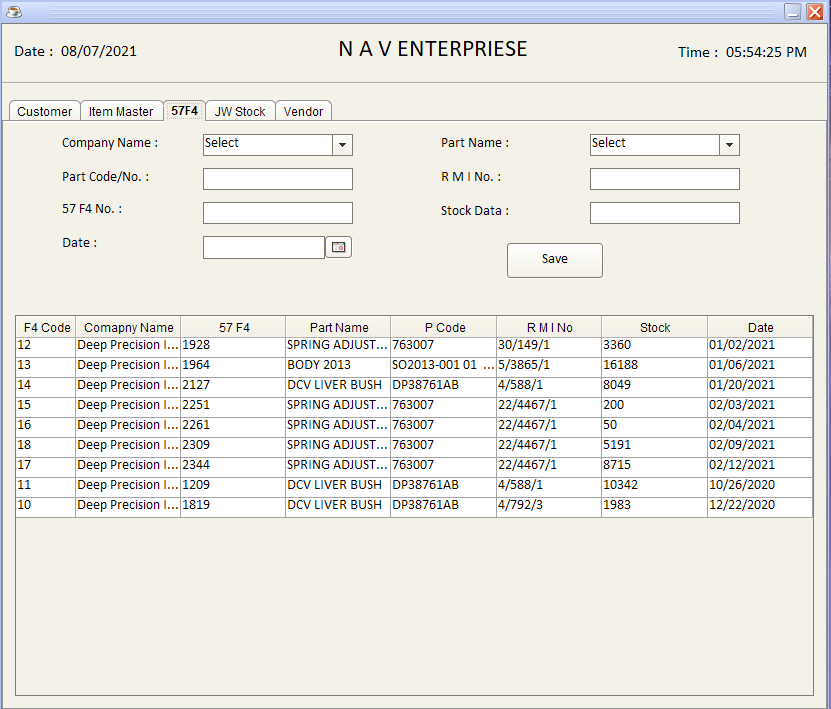 Date : 08/07/2021
N A V ENTERPRIESE
Time : 05:54:25 PM
Customer Item Master 57F4 JW Stock Vendor
Company Name : Select Part Name : Select
Part Code/No. : R M I No. :
57 F4 No. : Stock Data :
Date :
Save
F4 Code Comapny Name 57 F4 Part Name P Code R M I No Stock Date
12 Deep Precision I... 1928 SPRING ADJUST... 763007 30/149/1 3360 01/02/2021
13 Deep Precision I... 1964 BODY 2013 SO2013-001 01 ... 5/3865/1 16188 01/06/2021
14 Deep Precision I... 2127 DCV LIVER BUSH DP38761AB 4/588/1 8049 01/20/2021
15 Deep Precision I... 2251 SPRING ADJUST... 763007 22/4467/1 200 02/03/2021
16 Deep Precision I... 2261 SPRING ADJUST... 763007 22/4467/1 50 02/04/2021
18 Deep Precision I... 2309 SPRING ADJUST... 763007 22/4467/1 5191 02/09/2021
17 Deep Precision I... 2344 SPRING ADJUST... 763007 22/4467/1 8715 02/12/2021
11 Deep Precision I... 1209 DCV LIVER BUSH DP38761AB 4/588/1 10342 10/26/2020
10 Deep Precision I... 1819 DCV LIVER BUSH DP38761AB 4/792/3 1983 12/22/2020